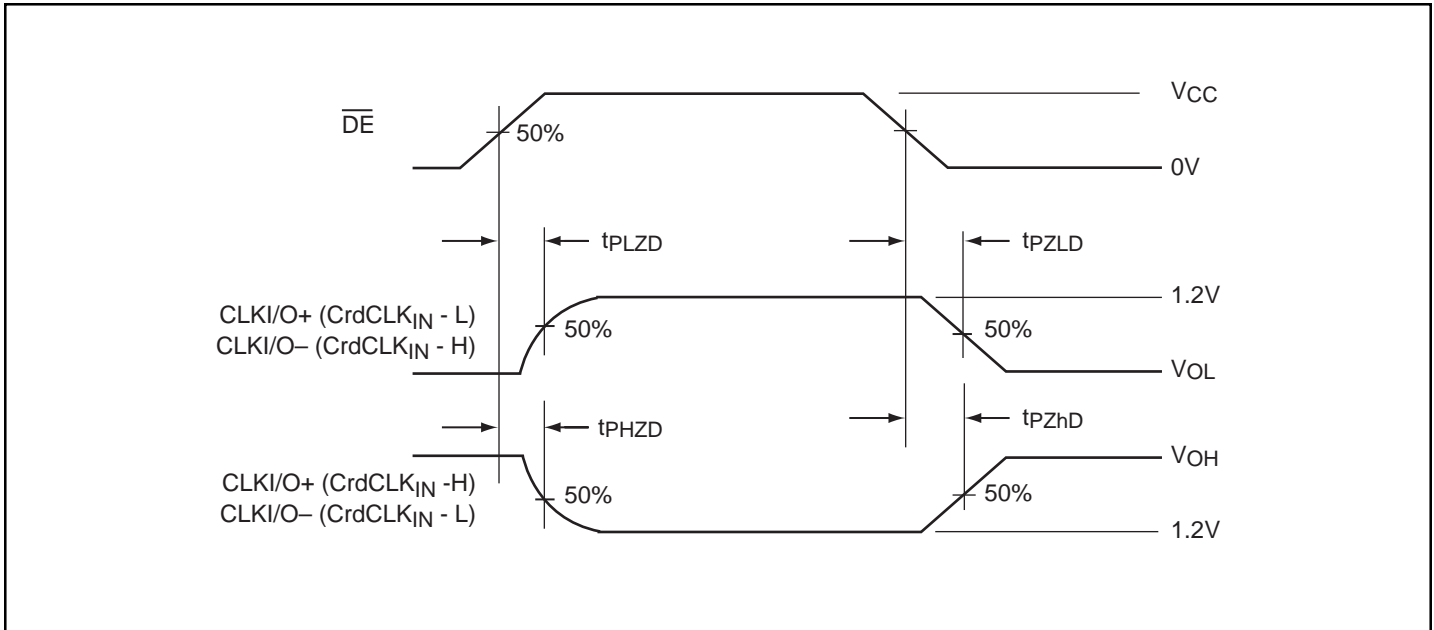 VCC
DE
50%
0V
tPLZD
tPZLD
1.2V
CLKI/O+ (CrdCLKIN - L)
50%
50%
CLKI/O– (CrdCLKIN - H)
VOL
tPHZD
tPZhD
VOH
CLKI/O+ (CrdCLKIN -H)
50%
50%
CLKI/O– (CrdCLKIN - L)
1.2V